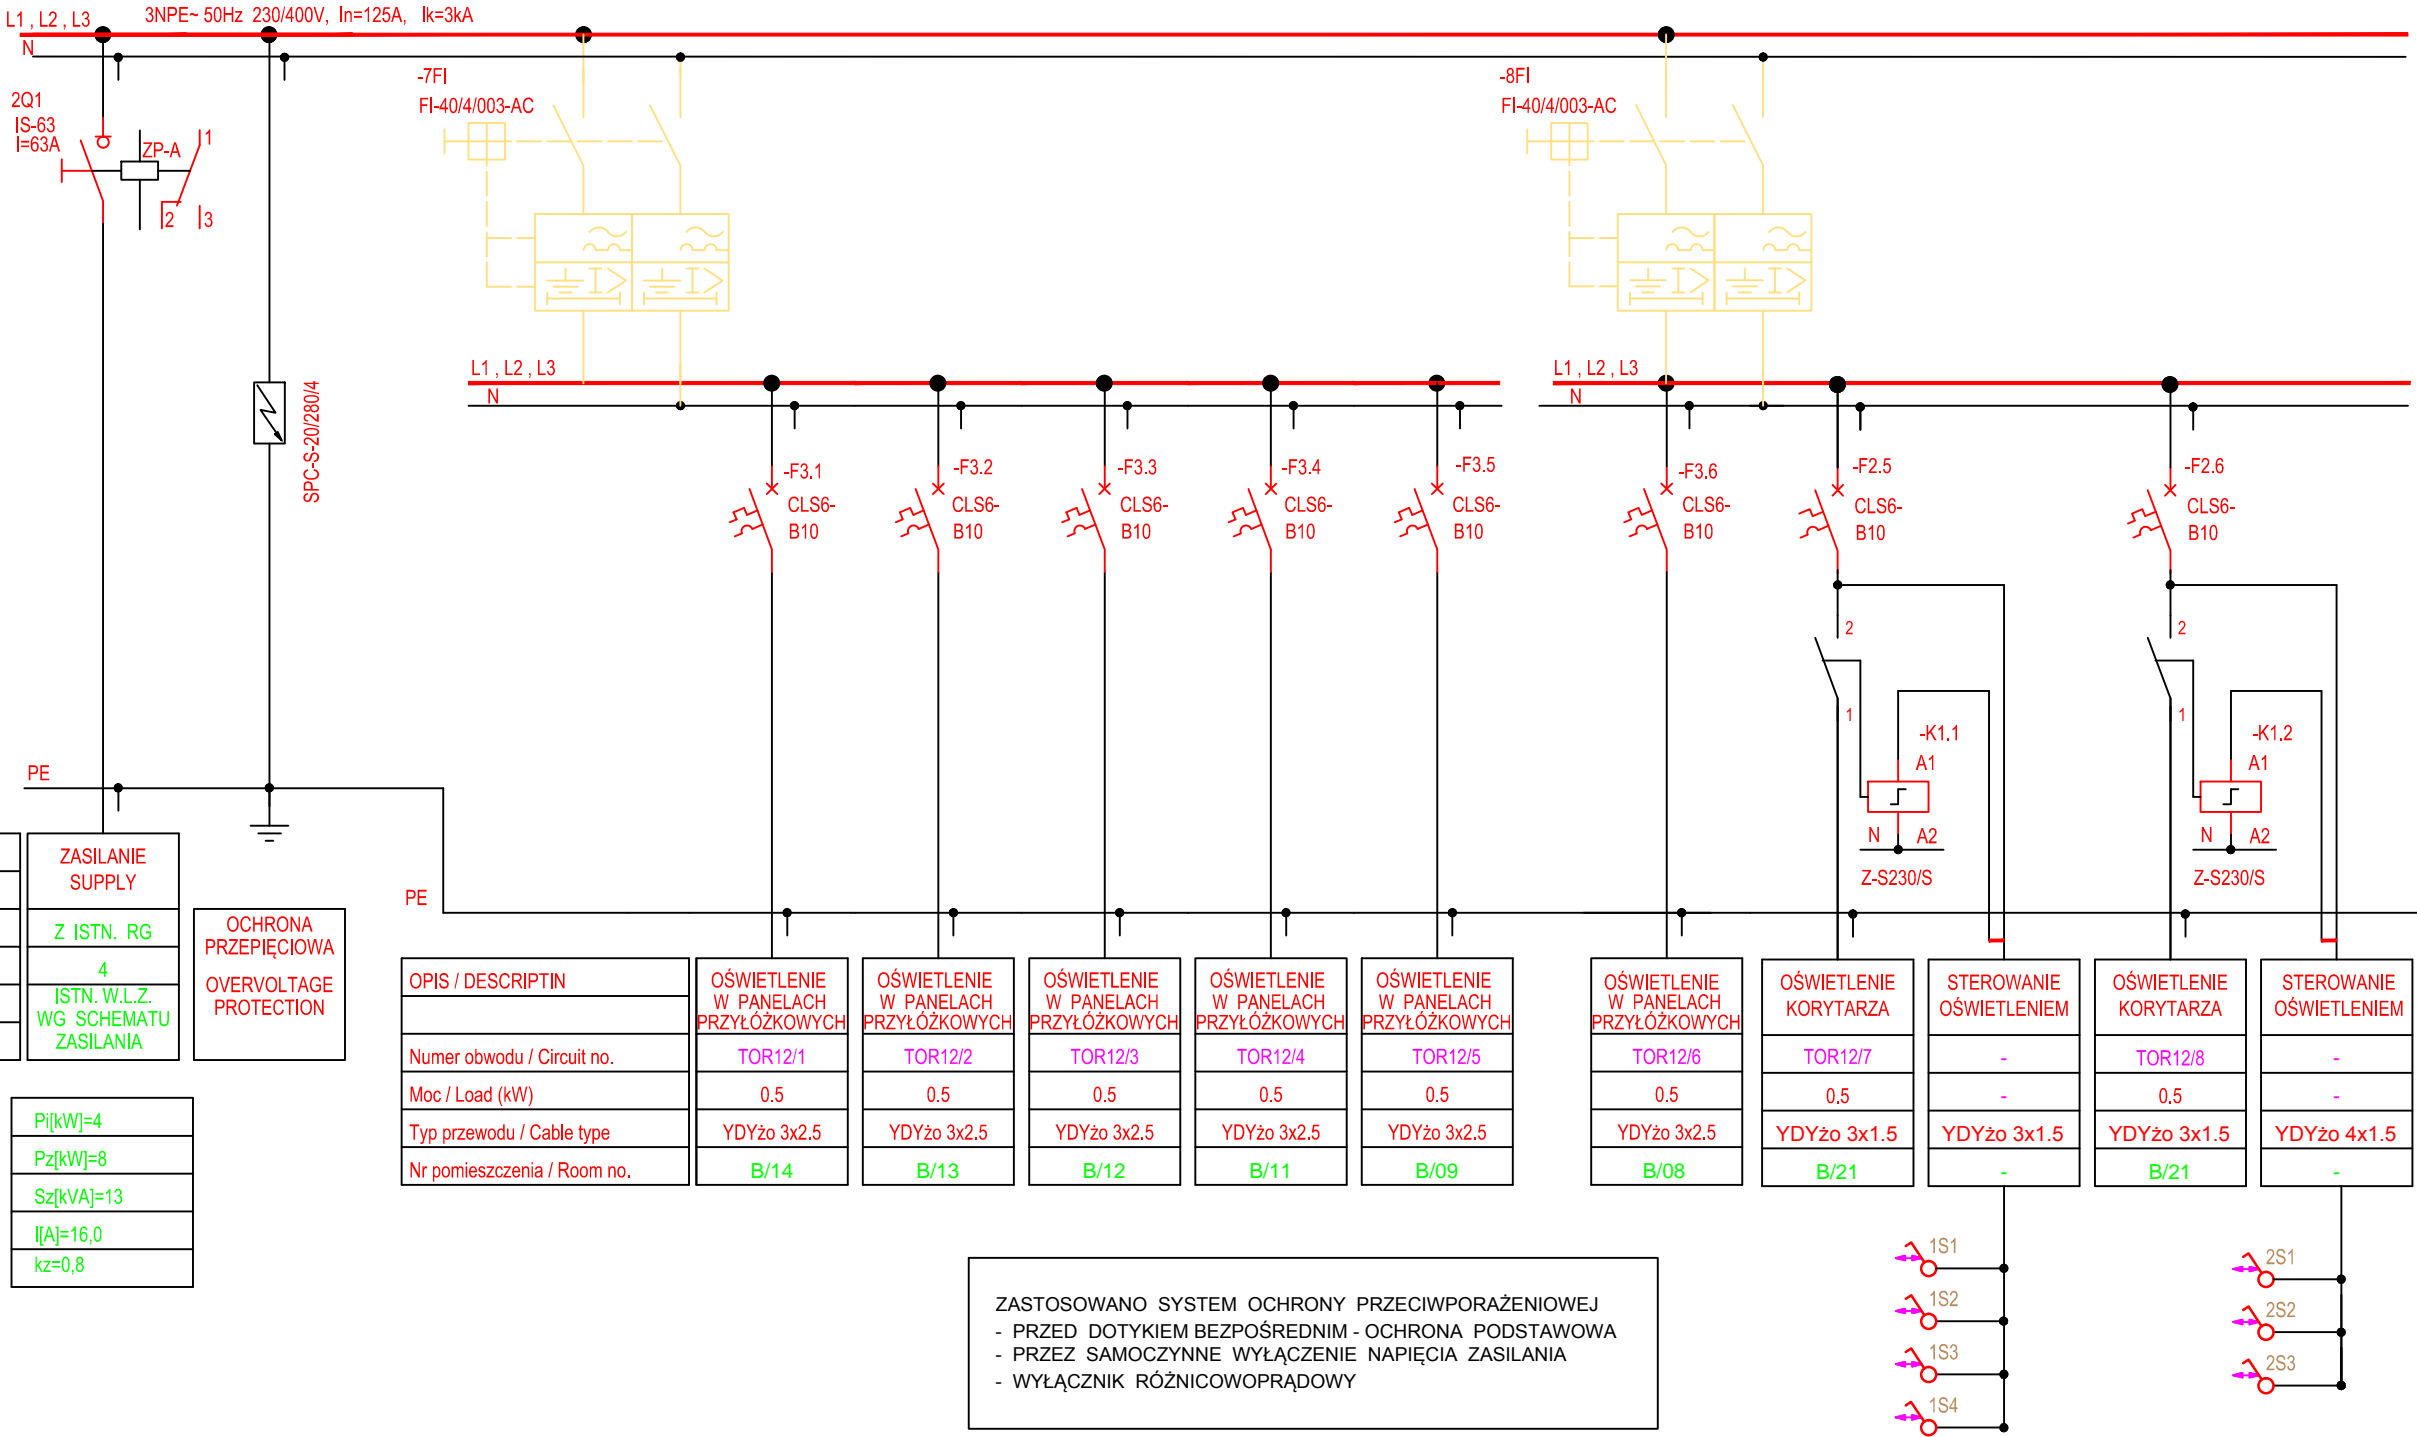 L1 , L2 , L3
3NPE~ 50Hz 230/400V, In=125A, Ik=3kA
N
2Q1
IS-63
I=63A
ZP-A
1
2
3
SPC-S-20/280/4
-7FI
FI-40/4/003-AC
-8FI
FI-40/4/003-AC
L1 , L2 , L3
N
L1 , L2 , L3
N
-F3.1
CLS6-
B10
-F3.2
CLS6-
B10
-F3.3
CLS6-
B10
-F3.4
CLS6-
B10
-F3.5
CLS6-
B10
-F3.6
CLS6-
B10
-F2.5
CLS6-
B10
-F2.6
CLS6-
B10
2
1
-K1.1
A1
N
A2
Z-S230/S
2
1
-K1.2
A1
N
A2
Z-S230/S
PE
PE
ZASILANIE
SUPPLY
Z ISTN. RG
4
ISTN. W.L.Z.
WG SCHEMATU
ZASILANIA
OCHRONA
PRZEPIĘCIOWA
OVERVOLTAGE
PROTECTION
Pi[kW]=4
Pz[kW]=8
Sz[kVA]=13
I[A]=16,0
kz=0,8
OPIS / DESCRIPTIN
Numer obwodu / Circuit no.
Moc / Load (kW)
Typ przewodu / Cable type
Nr pomieszczenia / Room no.
OŚWIETLENIE
W PANELACH
PRZYŁÓŻKOWYCH
TOR12/1
0.5
YDYżo 3x2.5
B/14
OŚWIETLENIE
W PANELACH
PRZYŁÓŻKOWYCH
TOR12/2
0.5
YDYżo 3x2.5
B/13
OŚWIETLENIE
W PANELACH
PRZYŁÓŻKOWYCH
TOR12/3
0.5
YDYżo 3x2.5
B/12
OŚWIETLENIE
W PANELACH
PRZYŁÓŻKOWYCH
TOR12/4
0.5
YDYżo 3x2.5
B/11
OŚWIETLENIE
W PANELACH
PRZYŁÓŻKOWYCH
TOR12/5
0.5
YDYżo 3x2.5
B/09
OŚWIETLENIE
W PANELACH
PRZYŁÓŻKOWYCH
TOR12/6
0.5
YDYżo 3x2.5
B/08
OŚWIETLENIE
KORYTARZA
TOR12/7
0.5
YDYżo 3x1.5
B/21
STEROWANIE
OŚWIETLENIEM
-
-
YDYżo 3x1.5
-
OŚWIETLENIE
KORYTARZA
TOR12/8
0.5
YDYżo 3x1.5
B/21
STEROWANIE
OŚWIETLENIEM
-
-
YDYżo 4x1.5
-
1S1
1S2
1S3
1S4
2S1
2S2
2S3
ZASTOSOWANO SYSTEM OCHRONY PRZECIWPORAŻENIOWEJ
- PRZED DOTYKIEM BEZPOŚREDNIM - OCHRONA PODSTAWOWA
- PRZEZ SAMOCZYNNE WYŁĄCZENIE NAPIĘCIA ZASILANIA
- WYŁĄCZNIK RÓŻNICOWOPRĄDOWY